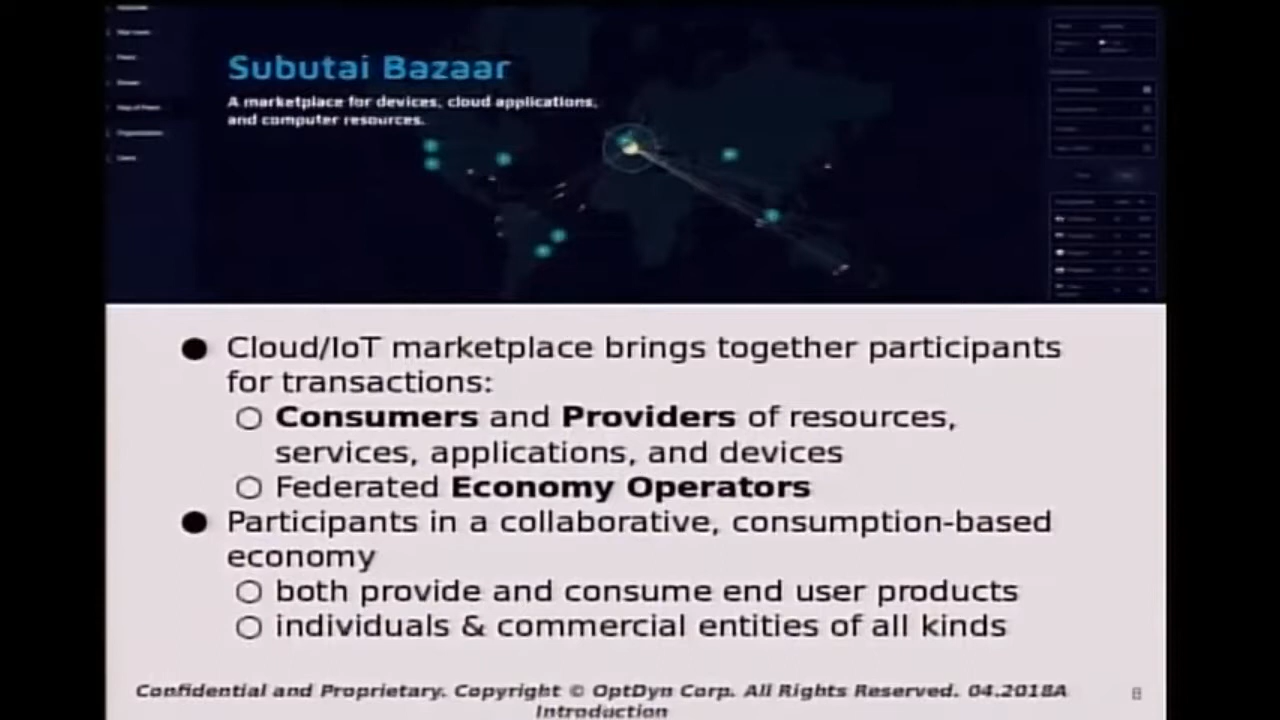 Subutai Bazaar
A marketplace for devices, cloud applications,
and computer resources.
● Cloud/IoT marketplace brings together participants
for transactions:
○ Consumers and Providers of resources,
services, applications, and devices
○ Federated Economy Operators
● Participants in a collaborative, consumption-based
economy
○ both provide and consume end user products
○ individuals & commercial entities of all kinds
Confidential and Proprietary. Copyright © OptDyn Corp. All Rights Reserved. 04.2018A
Introduction
8